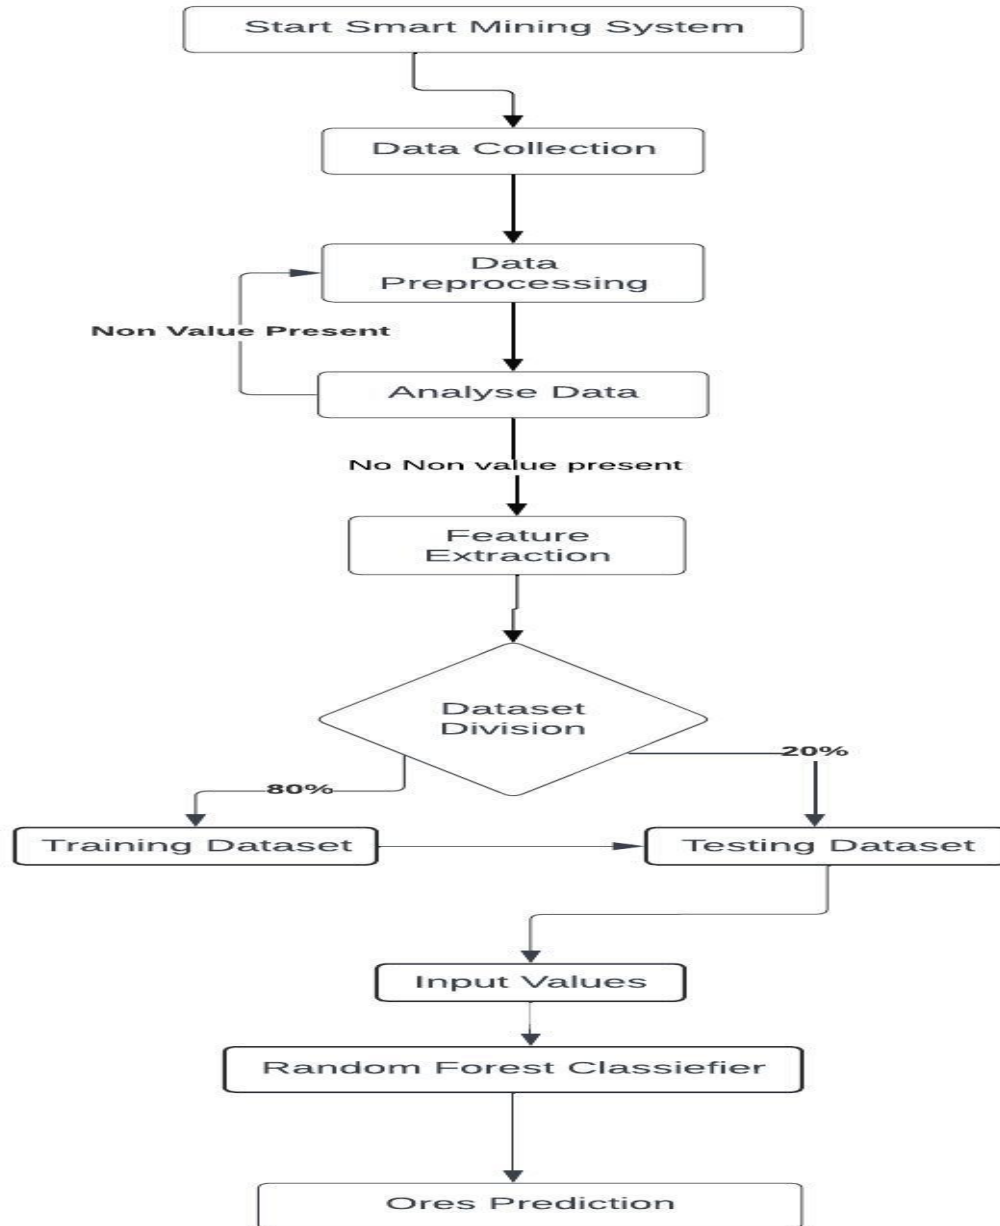 Start Smart Mining System
Data Collection
Data
Preprocessing
Non Value Present
Analyse Data
No Non value present
Feature
Extraction
Dataset
Division
20%
80%
Training Dataset
Testing Dataset
Input Values
Random Forest Classiefier
Ores Prediction